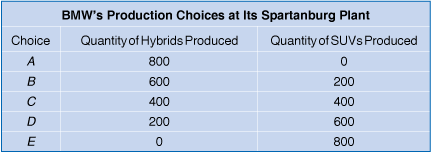 BMW's Production Choices at Its Spartanburg Plant
Choice Quantity of Hybrids Produced Quantity of SUVs Produced
A 800 0
B 600 200
C 400 400
D 200 600
E 0 800